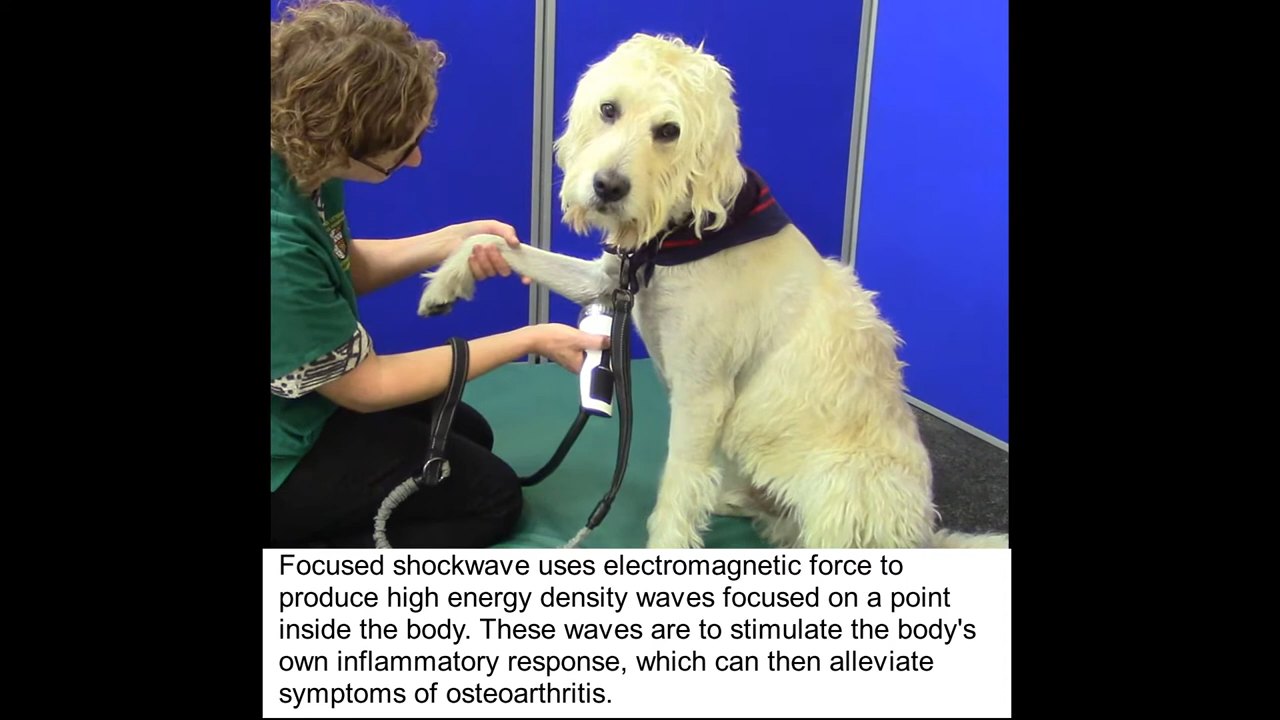 Focused shockwave uses electromagnetic force to
produce high energy density waves focused on a point
inside the body. These waves are to stimulate the body's
own inflammatory response, which can then alleviate
symptoms of osteoarthritis.